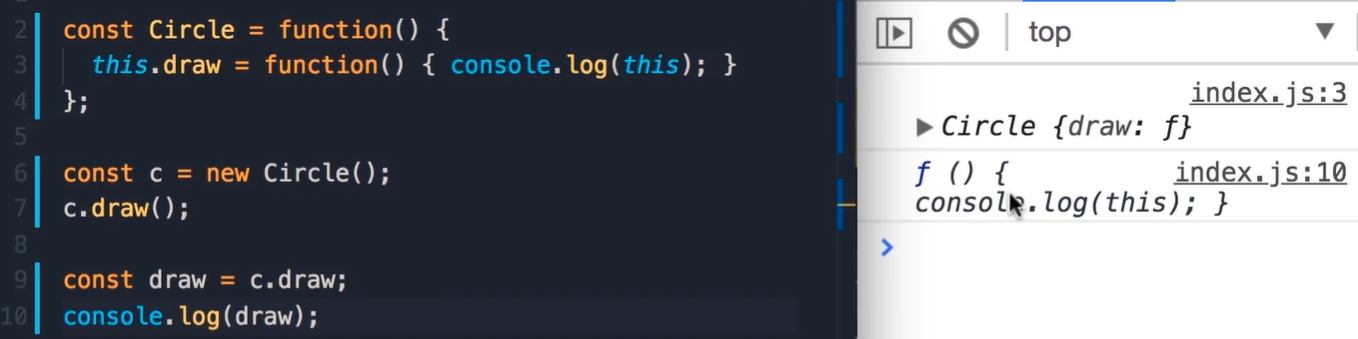 2 const Circle = function() {
3 this.draw = function() { console.log(this); }
4 };
5
6 const c = new Circle();
7 c.draw();
8
9 const draw = c.draw;
10 console.log(draw);
top
index.js:3
Circle {draw: f}
f () { index.js:10
console.log(this); }